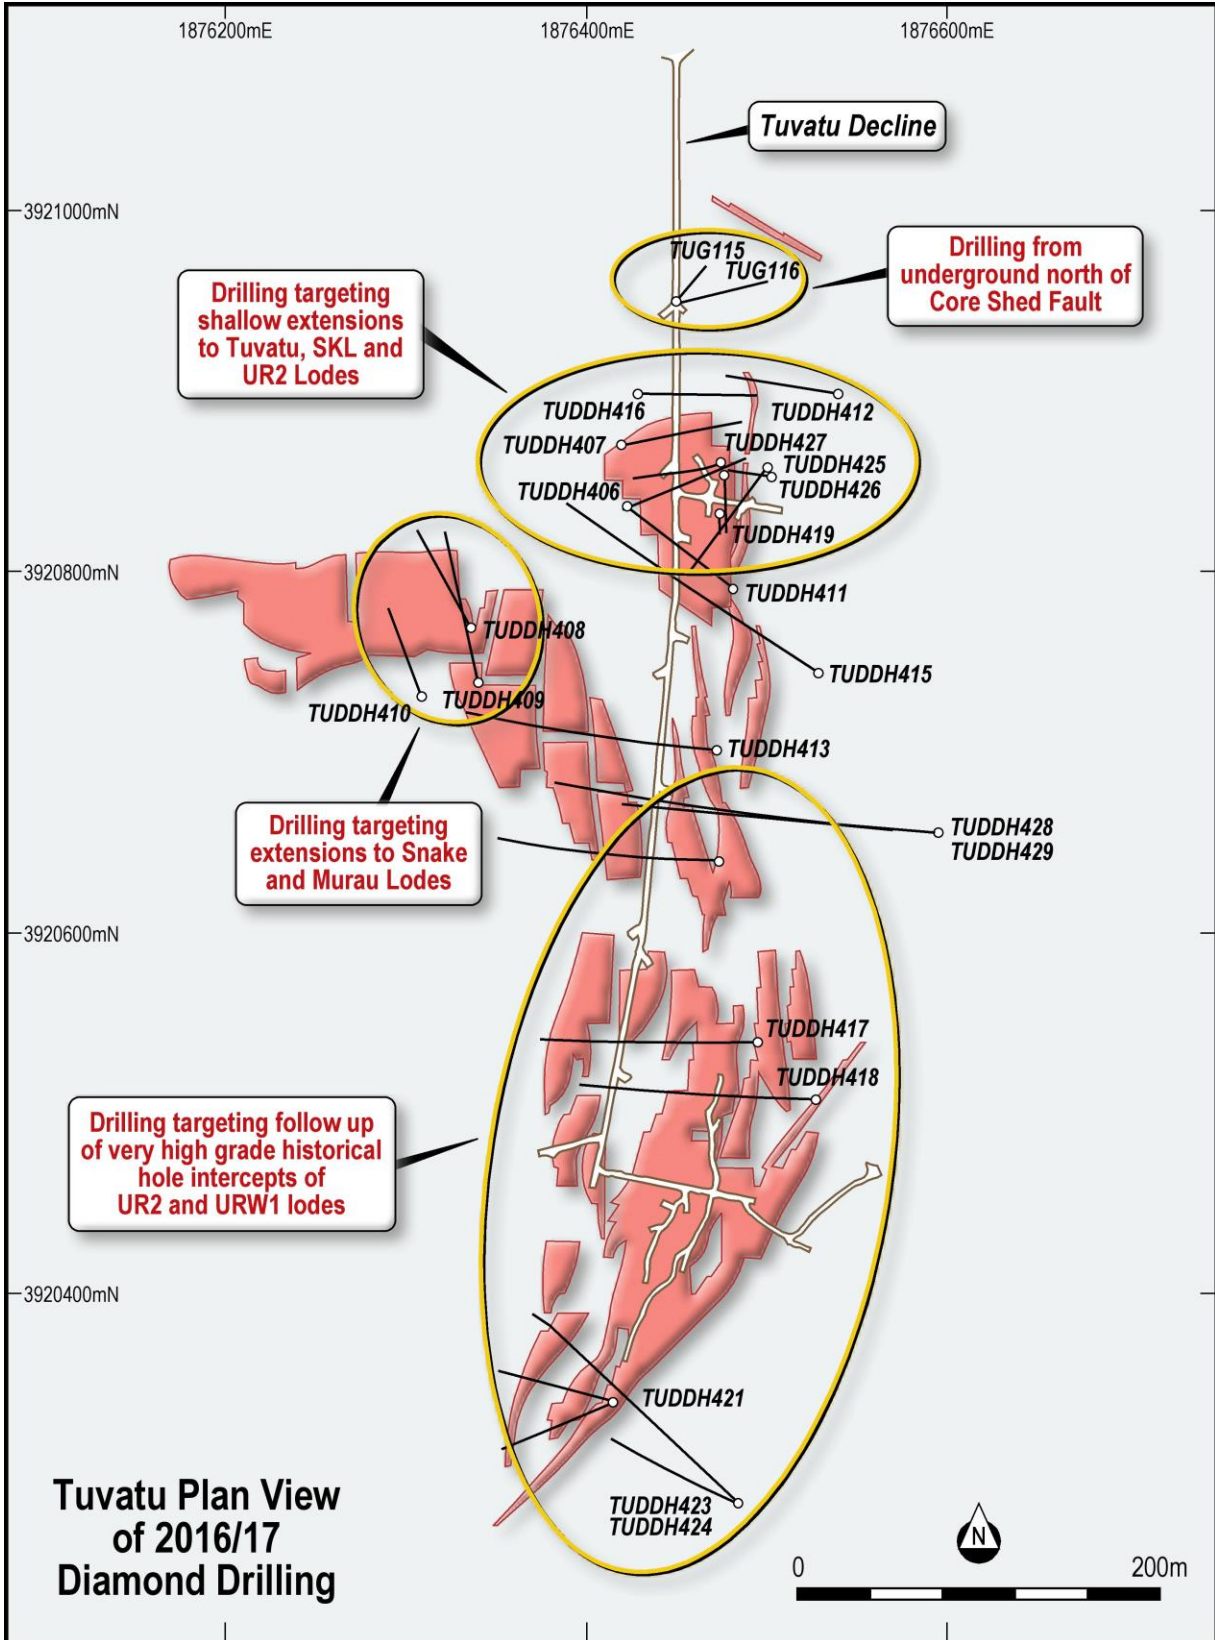 1876200mE
1876400mE
1876600mE
Tuvatu Decline
3921000mN
TUG115
TUG116
Drilling from
underground north of
Core Shed Fault
Drilling targeting
shallow extensions
to Tuvatu, SKL and
UR2 Lodes
TUDDH416
TUDDH412
TUDDH407
TUDDH427
TUDDH425
TUDDH426
TUDDH406
TUDDH419
3920800mN
TUDDH411
TUDDH408
TUDDH415
TUDDH409
TUDDH410
TUDDH413
Drilling targeting
extensions to Snake
and Murau Lodes
TUDDH428
TUDDH429
3920600mN
TUDDH417
TUDDH418
Drilling targeting follow up
of very high grade historical
hole intercepts of
UR2 and URW1 lodes
3920400mN
TUDDH421
TUDDH423
TUDDH424
Tuvatu Plan View
of 2016/17
Diamond Drilling
N
0
200m